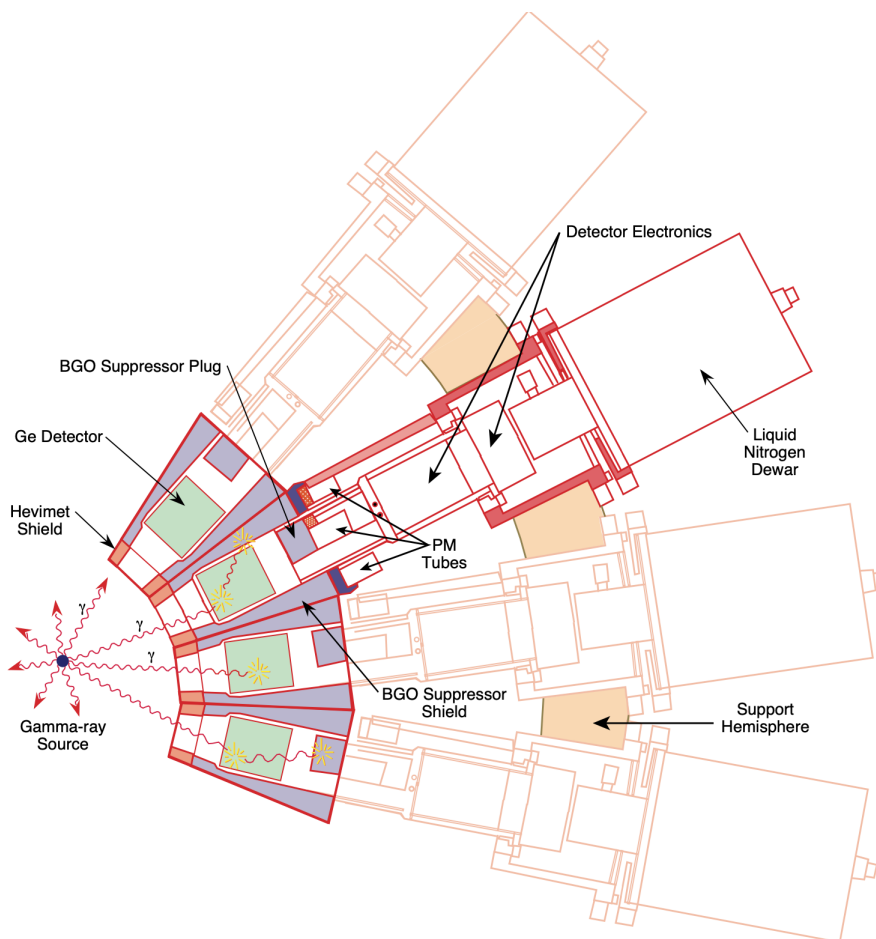 Detector Electronics
BGO Suppressor Plug
Ge Detector
Liquid
Nitrogen
Dewar
Hevimet
Shield
PM
Tubes
γ
γ
γ
BGO Suppressor
Shield
Gamma-ray
Source
Support
Hemisphere